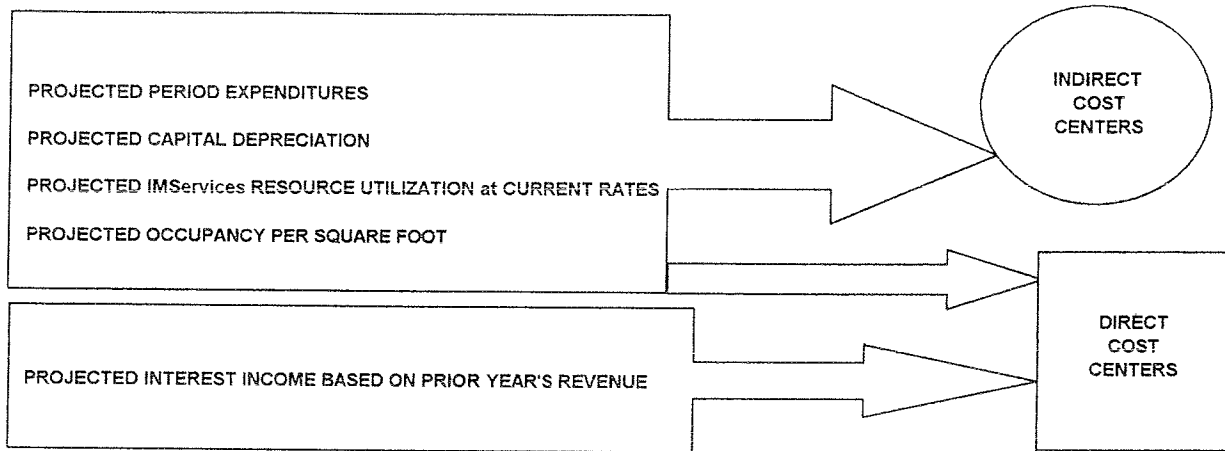 PROJECTED PERIOD EXPENDITURES
PROJECTED CAPITAL DEPRECIATION
PROJECTED IMServices RESOURCE UTILIZATION at CURRENT RATES
PROJECTED OCCUPANCY PER SQUARE FOOT
INDIRECT
COST
CENTERS
PROJECTED INTEREST INCOME BASED ON PRIOR YEAR'S REVENUE
DIRECT
COST
CENTERS